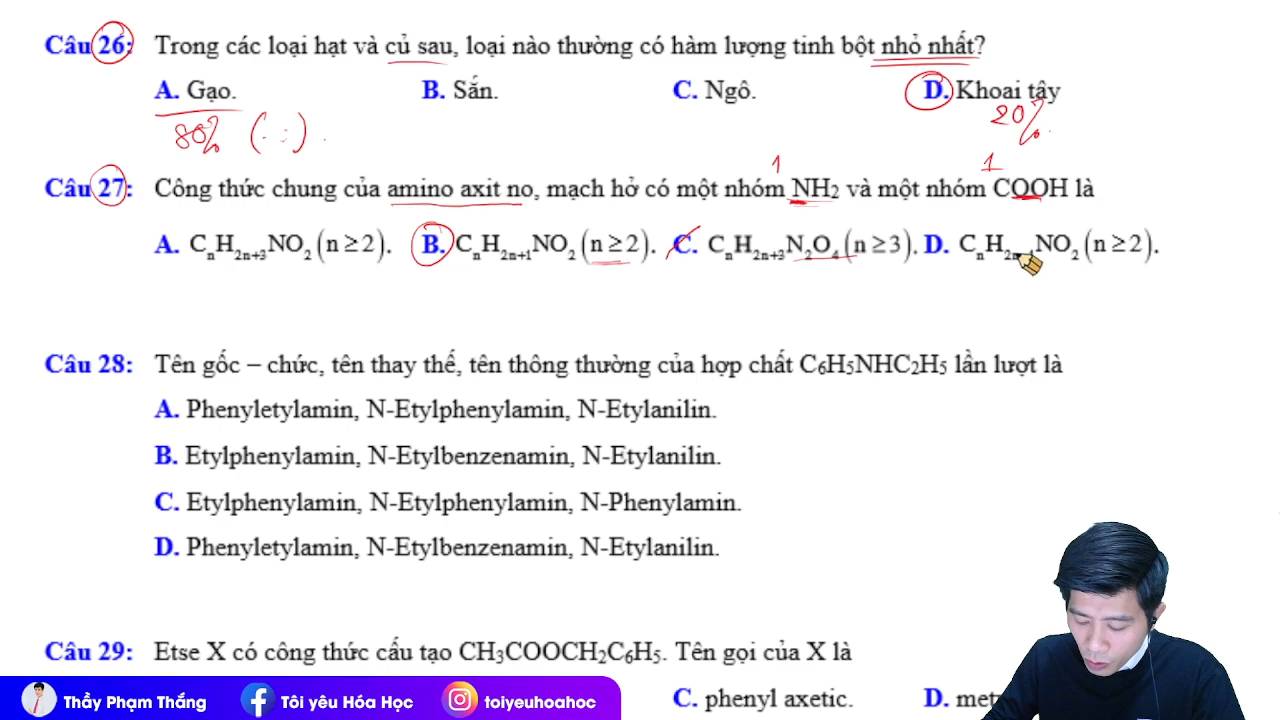 Câu 26: Trong các loại hạt và củ sau, loại nào thường có hàm lượng tinh bột nhỏ nhất?
A. Gạo. B. Sắn. C. Ngô. D. Khoai tây
80% (. : ) . 20%.
1 1
Câu 27: Công thức chung của amino axit no, mạch hở có một nhóm NH2 và một nhóm COOH là
A. CnH2n+3NO2 (n ≥ 2). B. CnH2n+1NO2 (n ≥ 2). C. CnH2n+3N2O4 (n ≥ 3). D. CnH2n-1NO2 (n ≥ 2).
Câu 28: Tên gốc – chức, tên thay thế, tên thông thường của hợp chất C6H5NHC2H5 lần lượt là
A. Phenyletylamin, N-Etylphenylamin, N-Etylanilin.
B. Etylphenylamin, N-Etylbenzenamin, N-Etylanilin.
C. Etylphenylamin, N-Etylphenylamin, N-Phenylamin.
D. Phenyletylamin, N-Etylbenzenamin, N-Etylanilin.
Câu 29: Etse X có công thức cấu tạo CH3COOCH2C6H5. Tên gọi của X là
C. phenyl axetic. D.
Thầy Phạm Thắng Tôi yêu Hóa Học toiyeuhoahoc